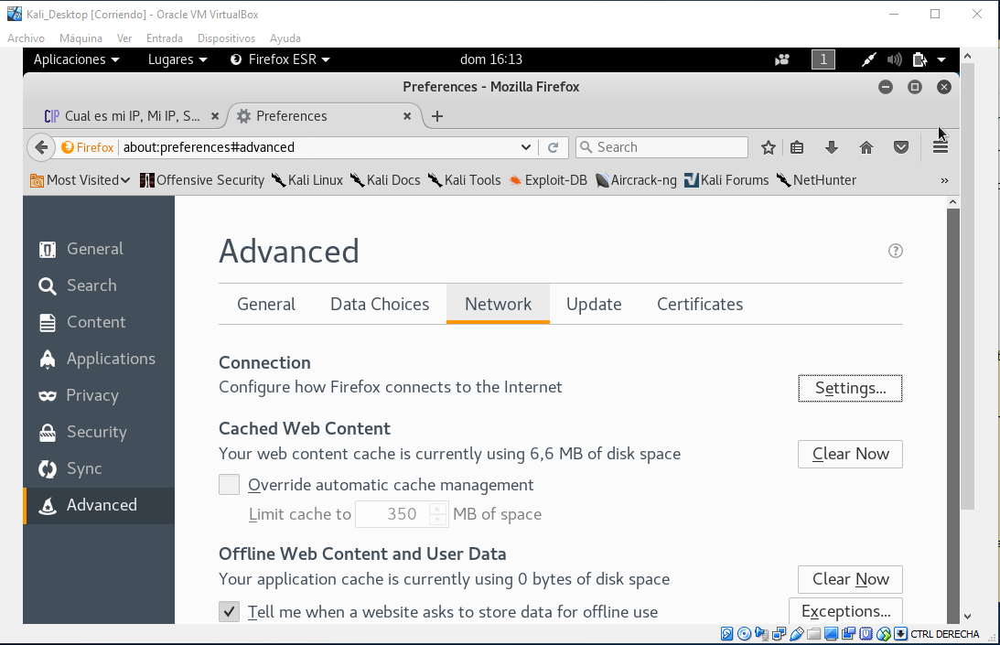 Kali_Desktop [Corriendo] - Oracle VM VirtualBox
Archivo Máquina Ver Entrada Dispositivos Ayuda
Aplicaciones Lugares Firefox ESR dom 16:13 1
Preferences - Mozilla Firefox
CIP Cual es mi IP, Mi IP, S... Preferences
Firefox about:preferences#advanced Search
Most Visited Offensive Security Kali Linux Kali Docs Kali Tools Exploit-DB Aircrack-ng Kali Forums NetHunter »
General
Search
Content
Applications
Privacy
Security
Sync
Advanced
Advanced
General Data Choices Network Update Certificates
Connection
Configure how Firefox connects to the Internet Settings...
Cached Web Content
Your web content cache is currently using 6,6 MB of disk space Clear Now
Override automatic cache management
Limit cache to 350 MB of space
Offline Web Content and User Data
Your application cache is currently using 0 bytes of disk space Clear Now
Tell me when a website asks to store data for offline use Exceptions...
CTRL DERECHA